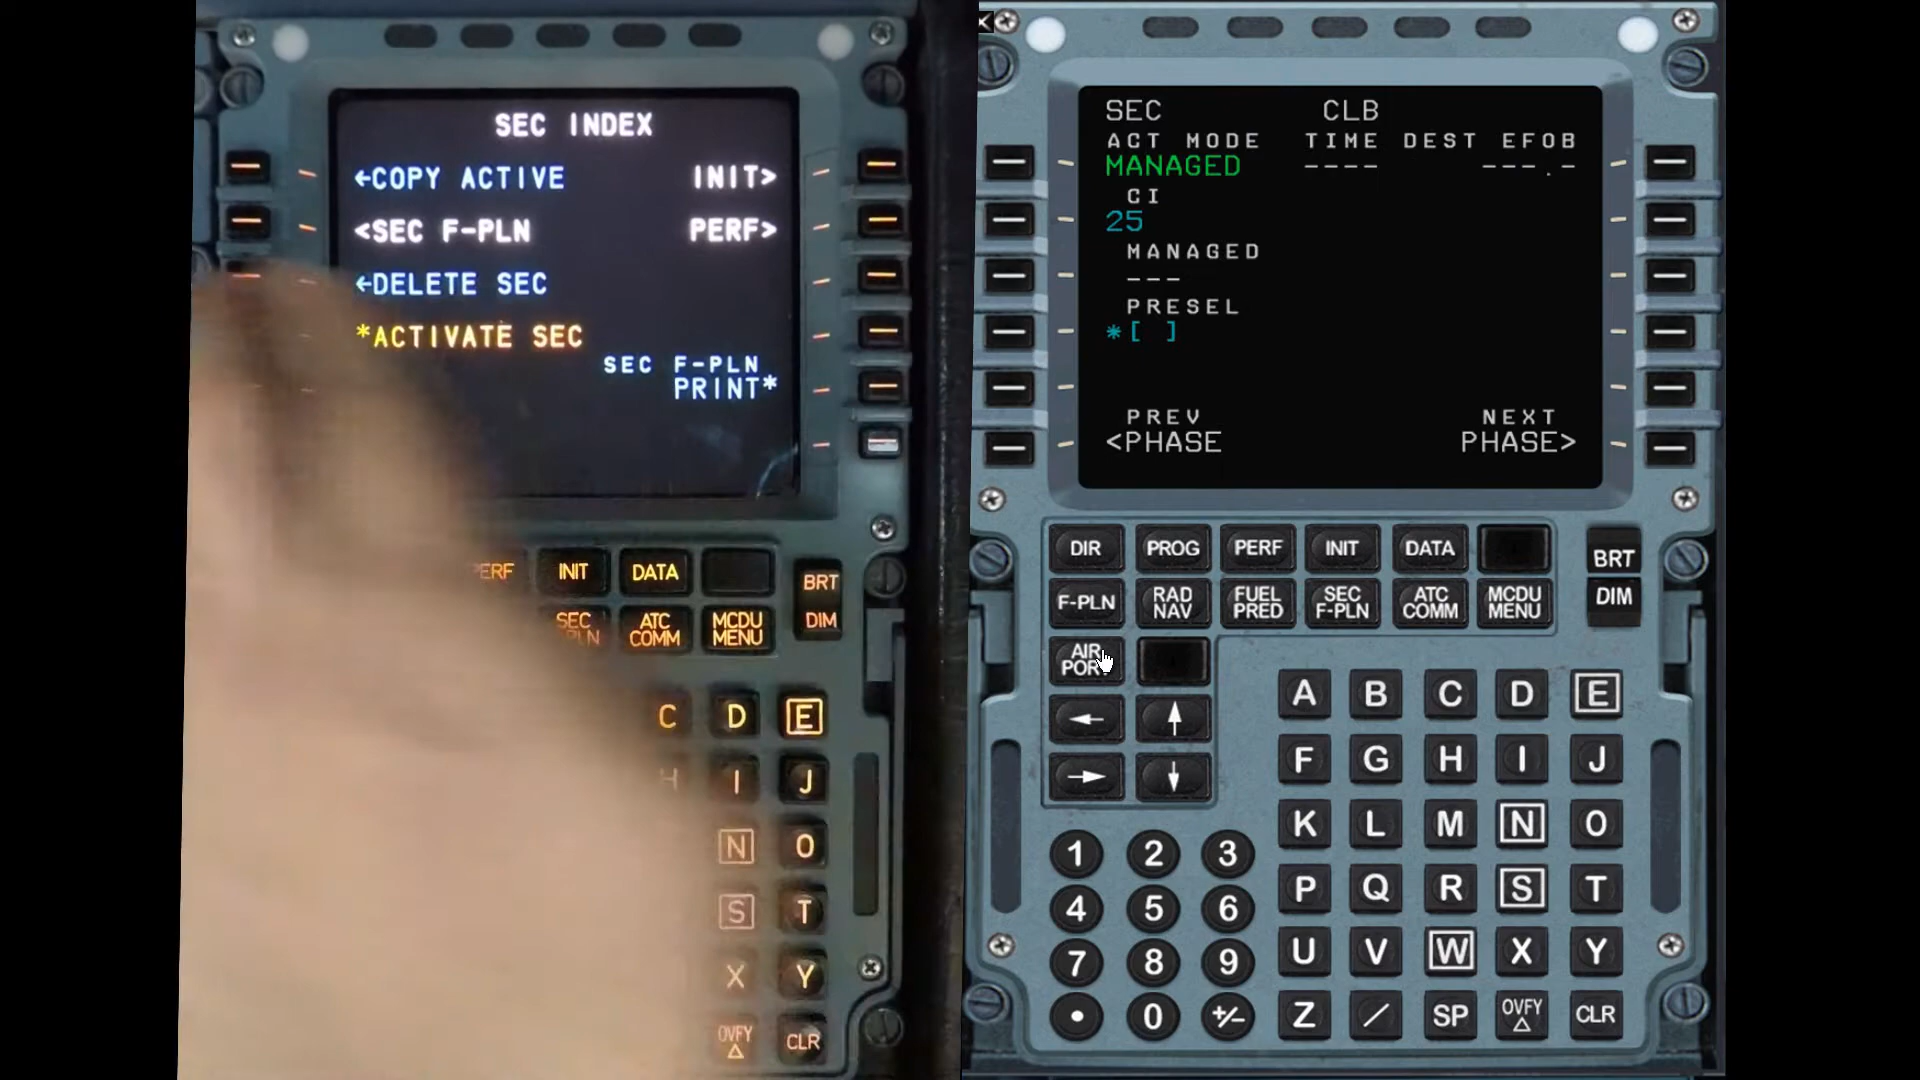 SEC INDEX
←COPY ACTIVE INIT>
<SEC F-PLN PERF>
←DELETE SEC
*ACTIVATE SEC
SEC F-PLN
PRINT*
PERF INIT DATA BRT
SEC F-PLN ATC COMM MCDU MENU DIM
C D E
H I J
N O
S T
X Y
OVFY △ CLR
SEC CLB
ACT MODE TIME DEST EFOB
MANAGED ---- ---.-
CI
25
MANAGED
---
PRESEL
*[ ]
PREV NEXT
<PHASE PHASE>
DIR PROG PERF INIT DATA BRT
F-PLN RAD NAV FUEL PRED SEC F-PLN ATC COMM MCDU MENU DIM
AIR PORT
← ↑
→ ↓
A B C D E
F G H I J
K L M N O
P Q R S T
U V W X Y
Z / SP OVFY △ CLR
1 2 3
4 5 6
7 8 9
• 0 +/-